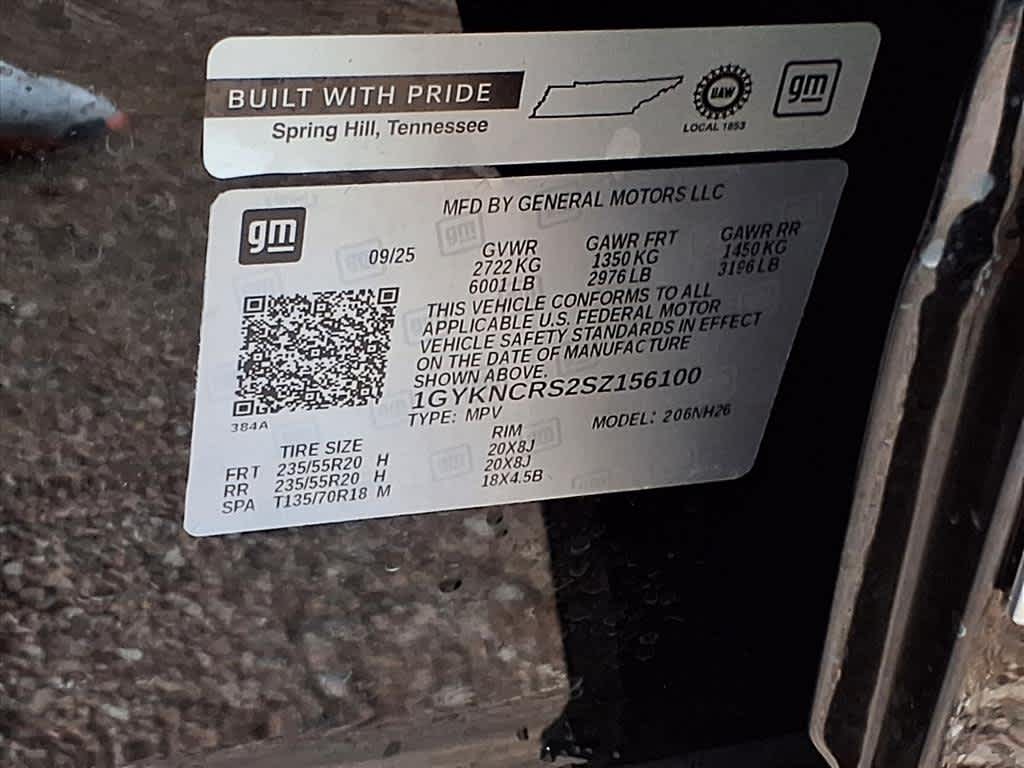 BUILT WITH PRIDE
Spring Hill, Tennessee
UAW
LOCAL 1853
gm
gm
MFD BY GENERAL MOTORS LLC
09/25 GVWR GAWR FRT GAWR RR
2722 KG 1350 KG 1450 KG
6001 LB 2976 LB 3196 LB
THIS VEHICLE CONFORMS TO ALL
APPLICABLE U.S. FEDERAL MOTOR
VEHICLE SAFETY STANDARDS IN EFFECT
ON THE DATE OF MANUFACTURE
SHOWN ABOVE.
1GYKNCRS2SZ156100
TYPE: MPV MODEL: 206NH26
384A
TIRE SIZE RIM
FRT 235/55R20 H 20X8J
RR 235/55R20 H 20X8J
SPA T135/70R18 M 18X4.5B